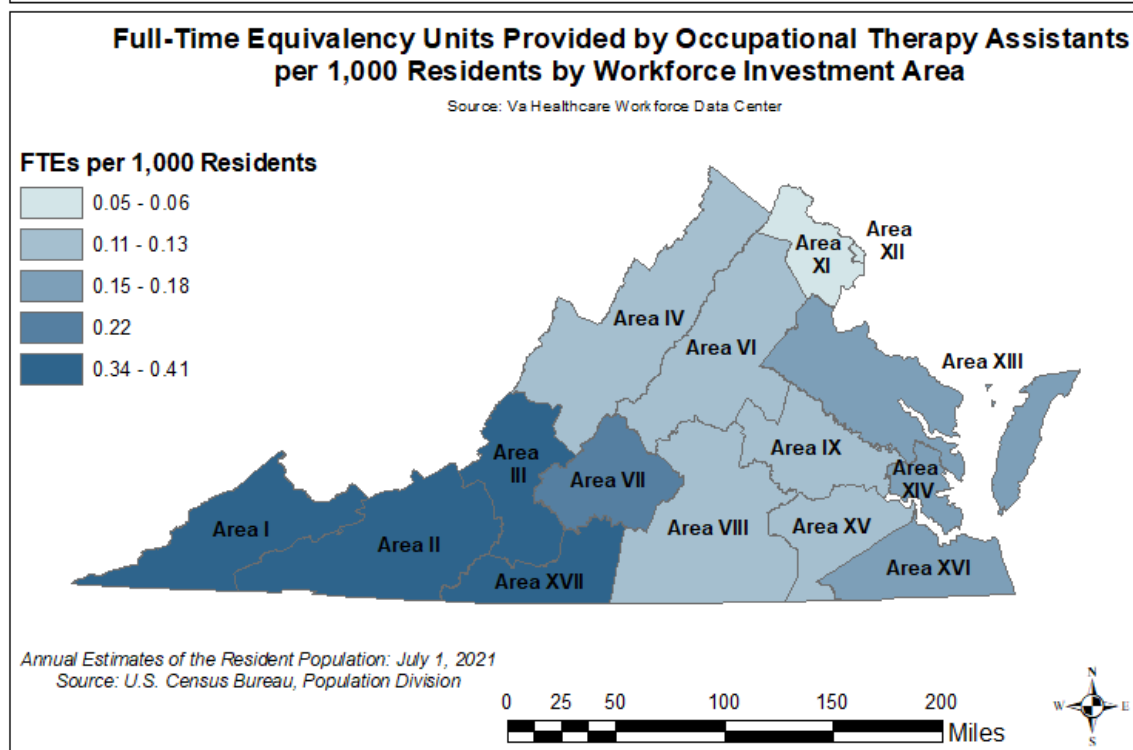 Full-Time Equivalency Units Provided by Occupational Therapy Assistants
per 1,000 Residents by Workforce Investment Area
Source: Va Healthcare Workforce Data Center
FTEs per 1,000 Residents
0.05 - 0.06
0.11 - 0.13
0.15 - 0.18
0.22
0.34 - 0.41
Area
XII
Area
XI
Area IV
Area VI
Area XIII
Area
III
Area IX
Area VII
Area
XIV
Area I
Area II
Area VIII
Area XV
Area XVII
Area XVI
Annual Estimates of the Resident Population: July 1, 2021
Source: U.S. Census Bureau, Population Division
0 25 50 100 150 200
Miles
N
W E
S